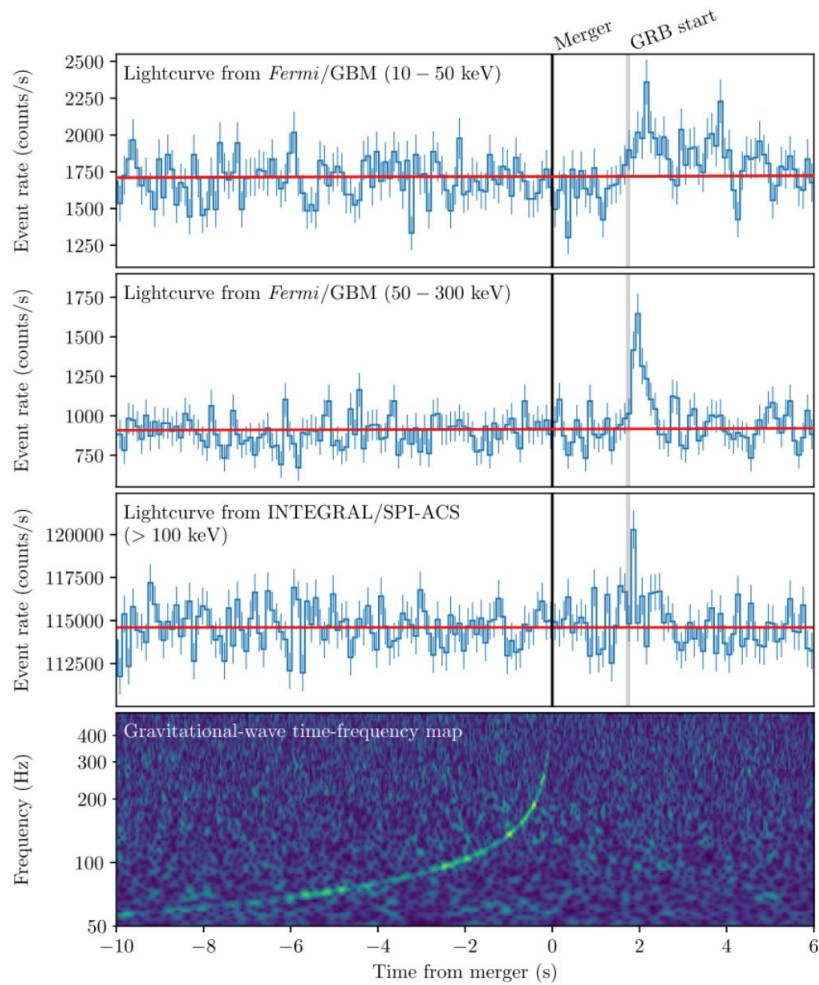 Merger
GRB start
Lightcurve from Fermi/GBM (10 − 50 keV)
Event rate (counts/s)
2500
2250
2000
1750
1500
1250
Lightcurve from Fermi/GBM (50 − 300 keV)
Event rate (counts/s)
1750
1500
1250
1000
750
Lightcurve from INTEGRAL/SPI-ACS
(> 100 keV)
Event rate (counts/s)
120000
117500
115000
112500
Gravitational-wave time-frequency map
Frequency (Hz)
400
300
200
100
50
−10 −8 −6 −4 −2 0 2 4 6
Time from merger (s)